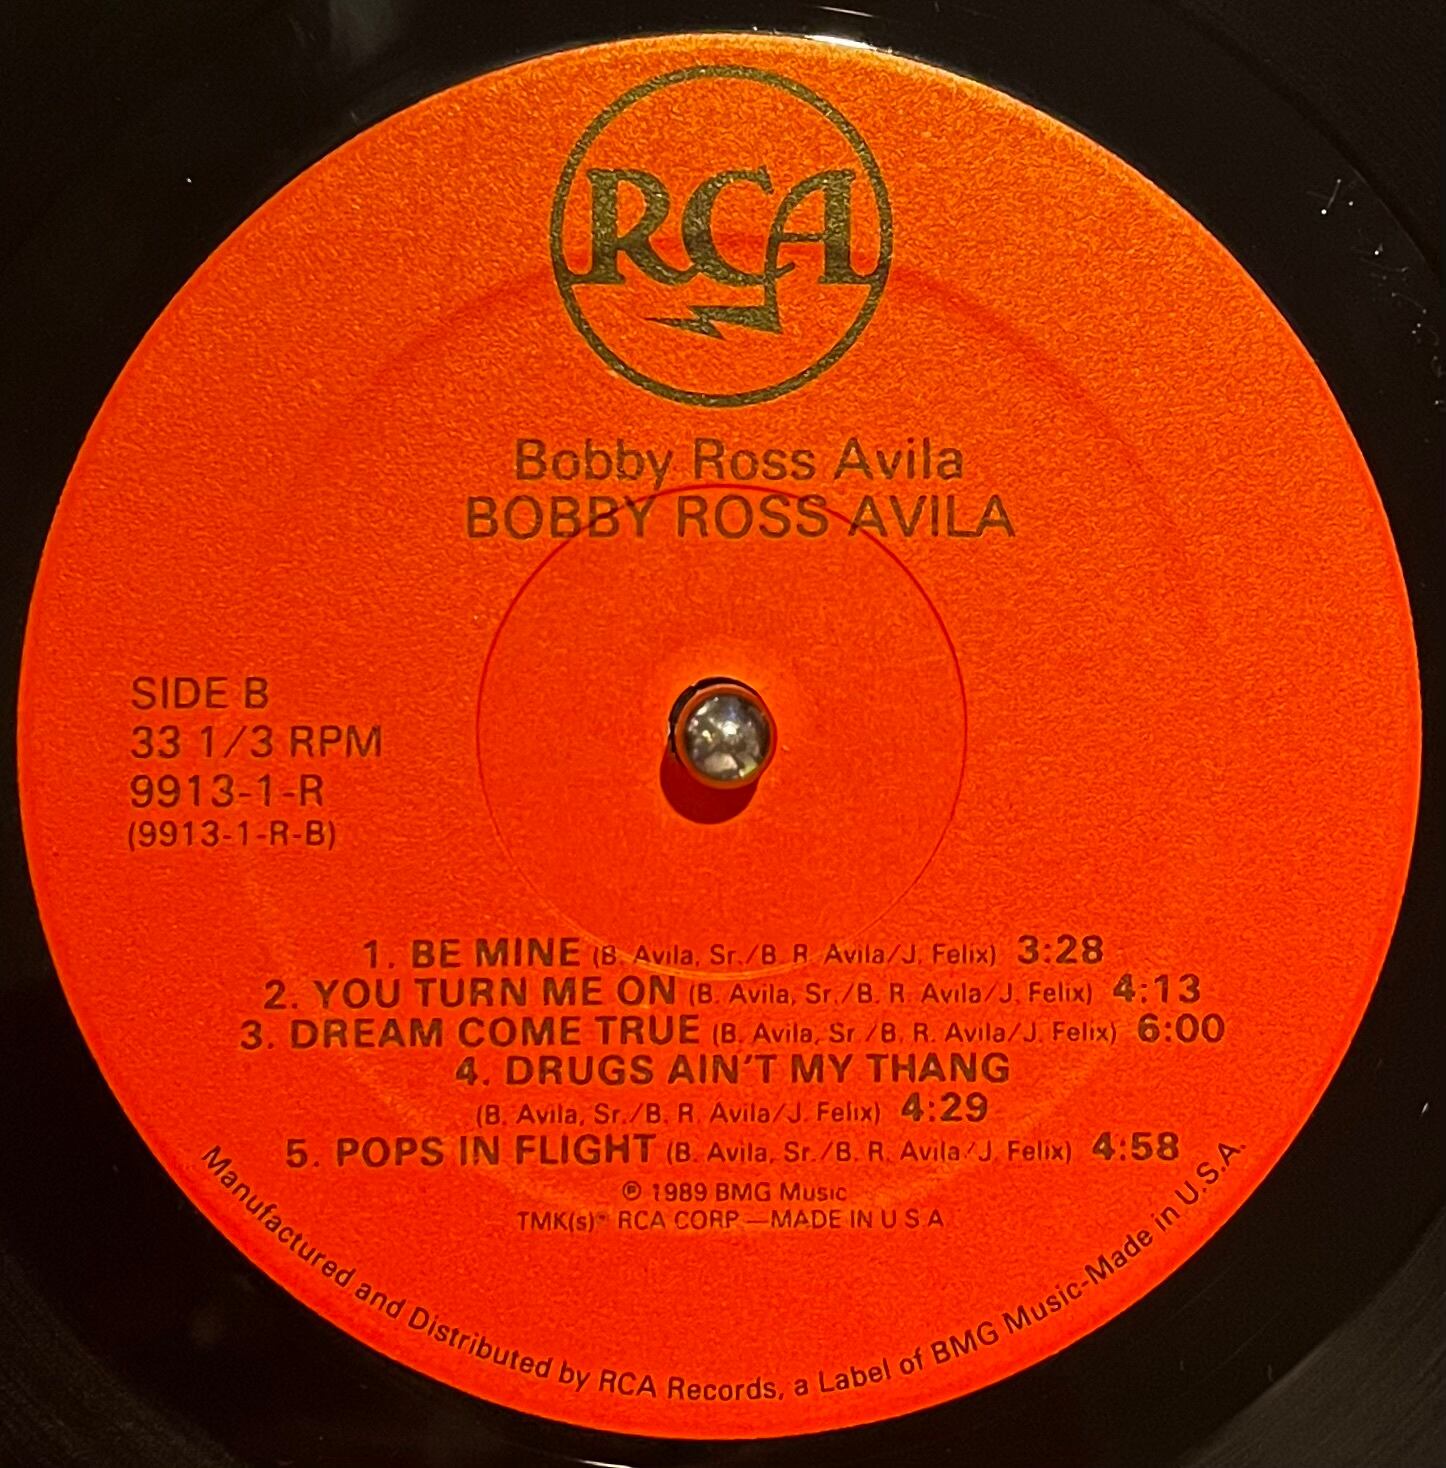 RCA
Bobby Ross Avila
BOBBY ROSS AVILA
SIDE B
33 1/3 RPM
9913-1-R
(9913-1-R-B)
1. BE MINE (B. Avila, Sr./B. R. Avila/J. Felix) 3:28
2. YOU TURN ME ON (B. Avila, Sr./B. R. Avila/J. Felix) 4:13
3. DREAM COME TRUE (B. Avila, Sr./B. R. Avila/J. Felix) 6:00
4. DRUGS AIN'T MY THANG
(B. Avila, Sr./B. R. Avila/J. Felix) 4:29
5. POPS IN FLIGHT (B. Avila, Sr./B. R. Avila/J. Felix) 4:58
℗ 1989 BMG Music
TMK(s)® RCA CORP.—MADE IN U.S.A.
Manufactured and Distributed by RCA Records, a Label of BMG Music-Made in U.S.A.